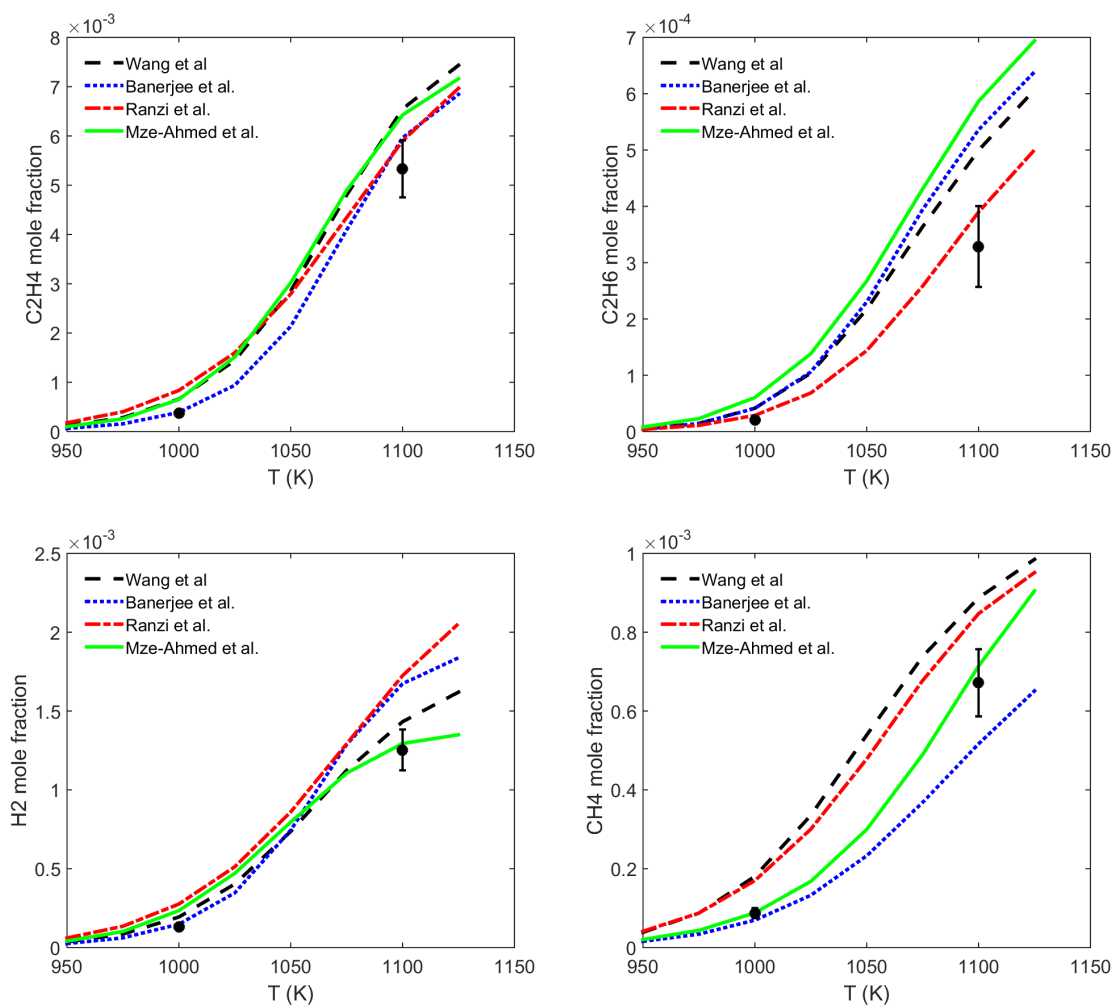 ×10-3
8
7
6
5
4
3
2
1
0
C2H4 mole fraction
Wang et al
Banerjee et al.
Ranzi et al.
Mze-Ahmed et al.
950 1000 1050 1100 1150
T (K)
×10-4
7
6
5
4
3
2
1
0
C2H6 mole fraction
Wang et al
Banerjee et al.
Ranzi et al.
Mze-Ahmed et al.
950 1000 1050 1100 1150
T (K)
×10-3
2.5
2
1.5
1
0.5
0
H2 mole fraction
Wang et al
Banerjee et al.
Ranzi et al.
Mze-Ahmed et al.
950 1000 1050 1100 1150
T (K)
×10-3
1
0.8
0.6
0.4
0.2
0
CH4 mole fraction
Wang et al
Banerjee et al.
Ranzi et al.
Mze-Ahmed et al.
950 1000 1050 1100 1150
T (K)